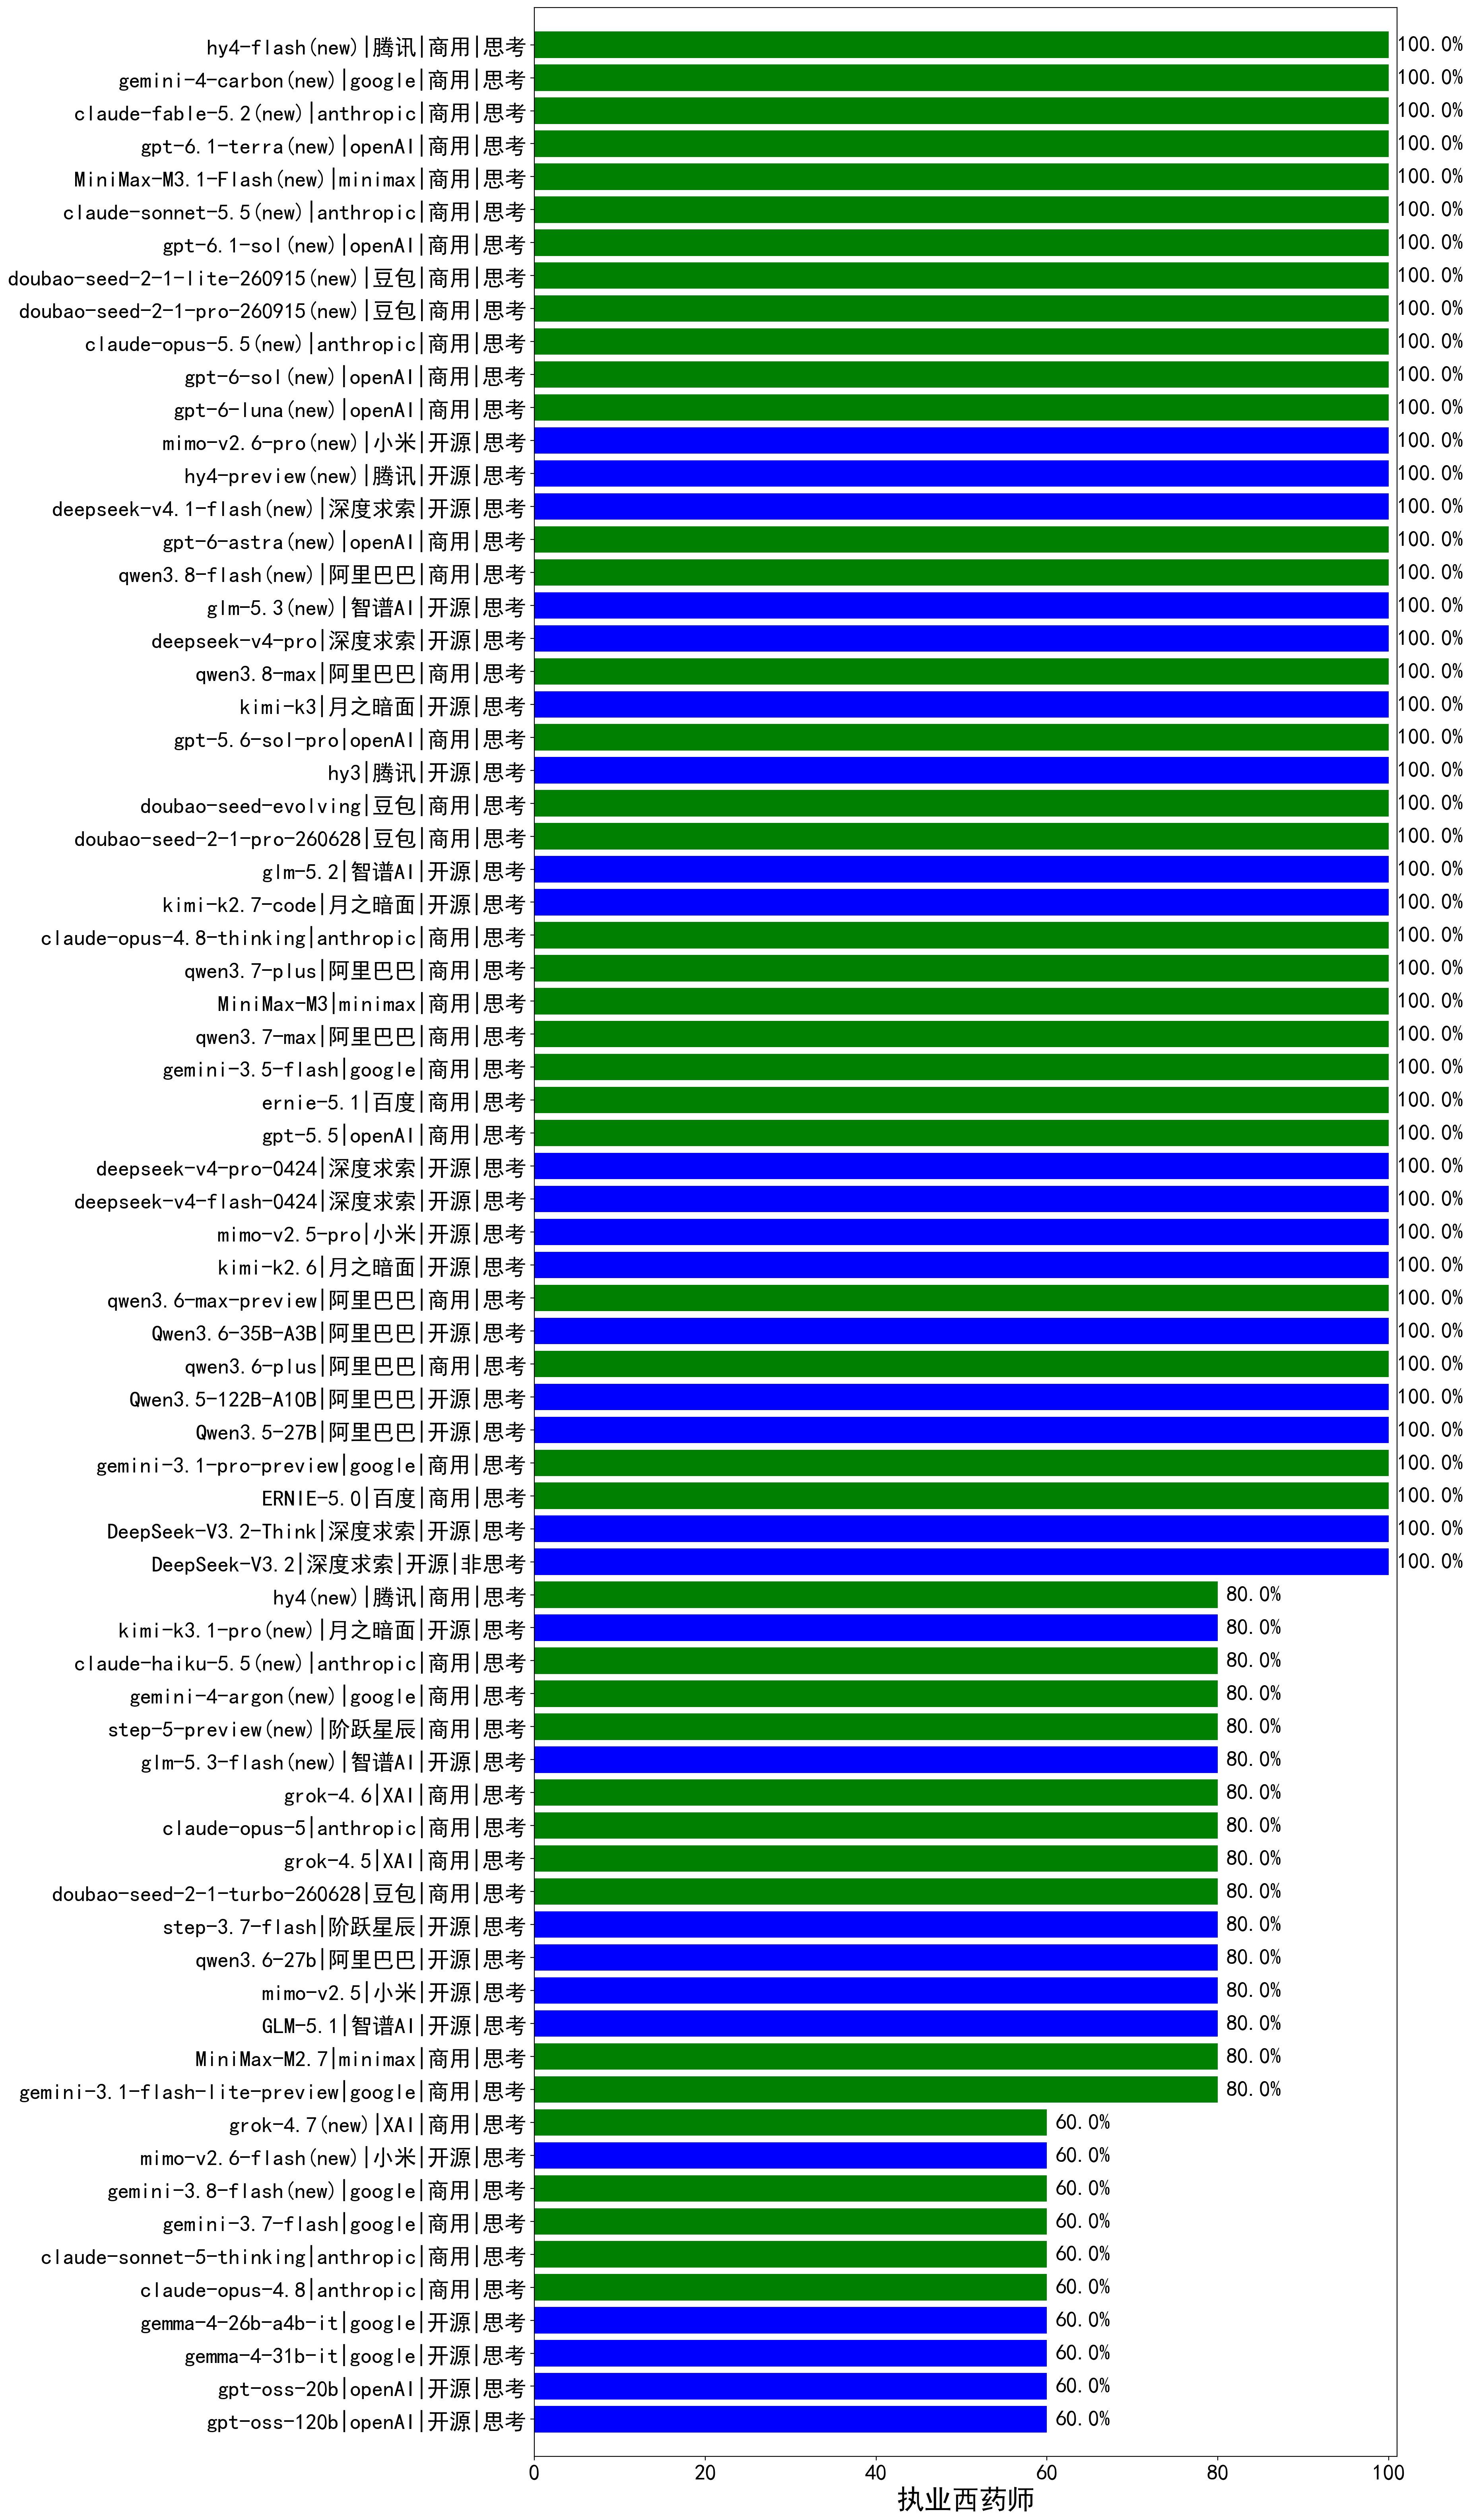 hy4-flash(new)|腾讯|商用|思考 100.0%
gemini-4-carbon(new)|google|商用|思考 100.0%
claude-fable-5.2(new)|anthropic|商用|思考 100.0%
gpt-6.1-terra(new)|openAI|商用|思考 100.0%
MiniMax-M3.1-Flash(new)|minimax|商用|思考 100.0%
claude-sonnet-5.5(new)|anthropic|商用|思考 100.0%
gpt-6.1-sol(new)|openAI|商用|思考 100.0%
doubao-seed-2-1-lite-260915(new)|豆包|商用|思考 100.0%
doubao-seed-2-1-pro-260915(new)|豆包|商用|思考 100.0%
claude-opus-5.5(new)|anthropic|商用|思考 100.0%
gpt-6-sol(new)|openAI|商用|思考 100.0%
gpt-6-luna(new)|openAI|商用|思考 100.0%
mimo-v2.6-pro(new)|小米|开源|思考 100.0%
hy4-preview(new)|腾讯|开源|思考 100.0%
deepseek-v4.1-flash(new)|深度求索|开源|思考 100.0%
gpt-6-astra(new)|openAI|商用|思考 100.0%
qwen3.8-flash(new)|阿里巴巴|商用|思考 100.0%
glm-5.3(new)|智谱AI|开源|思考 100.0%
deepseek-v4-pro|深度求索|开源|思考 100.0%
qwen3.8-max|阿里巴巴|商用|思考 100.0%
kimi-k3|月之暗面|开源|思考 100.0%
gpt-5.6-sol-pro|openAI|商用|思考 100.0%
hy3|腾讯|开源|思考 100.0%
doubao-seed-evolving|豆包|商用|思考 100.0%
doubao-seed-2-1-pro-260628|豆包|商用|思考 100.0%
glm-5.2|智谱AI|开源|思考 100.0%
kimi-k2.7-code|月之暗面|开源|思考 100.0%
claude-opus-4.8-thinking|anthropic|商用|思考 100.0%
qwen3.7-plus|阿里巴巴|商用|思考 100.0%
MiniMax-M3|minimax|商用|思考 100.0%
qwen3.7-max|阿里巴巴|商用|思考 100.0%
gemini-3.5-flash|google|商用|思考 100.0%
ernie-5.1|百度|商用|思考 100.0%
gpt-5.5|openAI|商用|思考 100.0%
deepseek-v4-pro-0424|深度求索|开源|思考 100.0%
deepseek-v4-flash-0424|深度求索|开源|思考 100.0%
mimo-v2.5-pro|小米|开源|思考 100.0%
kimi-k2.6|月之暗面|开源|思考 100.0%
qwen3.6-max-preview|阿里巴巴|商用|思考 100.0%
Qwen3.6-35B-A3B|阿里巴巴|开源|思考 100.0%
qwen3.6-plus|阿里巴巴|商用|思考 100.0%
Qwen3.5-122B-A10B|阿里巴巴|开源|思考 100.0%
Qwen3.5-27B|阿里巴巴|开源|思考 100.0%
gemini-3.1-pro-preview|google|商用|思考 100.0%
ERNIE-5.0|百度|商用|思考 100.0%
DeepSeek-V3.2-Think|深度求索|开源|思考 100.0%
DeepSeek-V3.2|深度求索|开源|非思考 100.0%
hy4(new)|腾讯|商用|思考 80.0%
kimi-k3.1-pro(new)|月之暗面|开源|思考 80.0%
claude-haiku-5.5(new)|anthropic|商用|思考 80.0%
gemini-4-argon(new)|google|商用|思考 80.0%
step-5-preview(new)|阶跃星辰|商用|思考 80.0%
glm-5.3-flash(new)|智谱AI|开源|思考 80.0%
grok-4.6|XAI|商用|思考 80.0%
claude-opus-5|anthropic|商用|思考 80.0%
grok-4.5|XAI|商用|思考 80.0%
doubao-seed-2-1-turbo-260628|豆包|商用|思考 80.0%
step-3.7-flash|阶跃星辰|开源|思考 80.0%
qwen3.6-27b|阿里巴巴|开源|思考 80.0%
mimo-v2.5|小米|开源|思考 80.0%
GLM-5.1|智谱AI|开源|思考 80.0%
MiniMax-M2.7|minimax|商用|思考 80.0%
gemini-3.1-flash-lite-preview|google|商用|思考 80.0%
grok-4.7(new)|XAI|商用|思考 60.0%
mimo-v2.6-flash(new)|小米|开源|思考 60.0%
gemini-3.8-flash(new)|google|商用|思考 60.0%
gemini-3.7-flash|google|商用|思考 60.0%
claude-sonnet-5-thinking|anthropic|商用|思考 60.0%
claude-opus-4.8|anthropic|商用|思考 60.0%
gemma-4-26b-a4b-it|google|开源|思考 60.0%
gemma-4-31b-it|google|开源|思考 60.0%
gpt-oss-20b|openAI|开源|思考 60.0%
gpt-oss-120b|openAI|开源|思考 60.0%
0 20 40 60 80 100
执业西药师